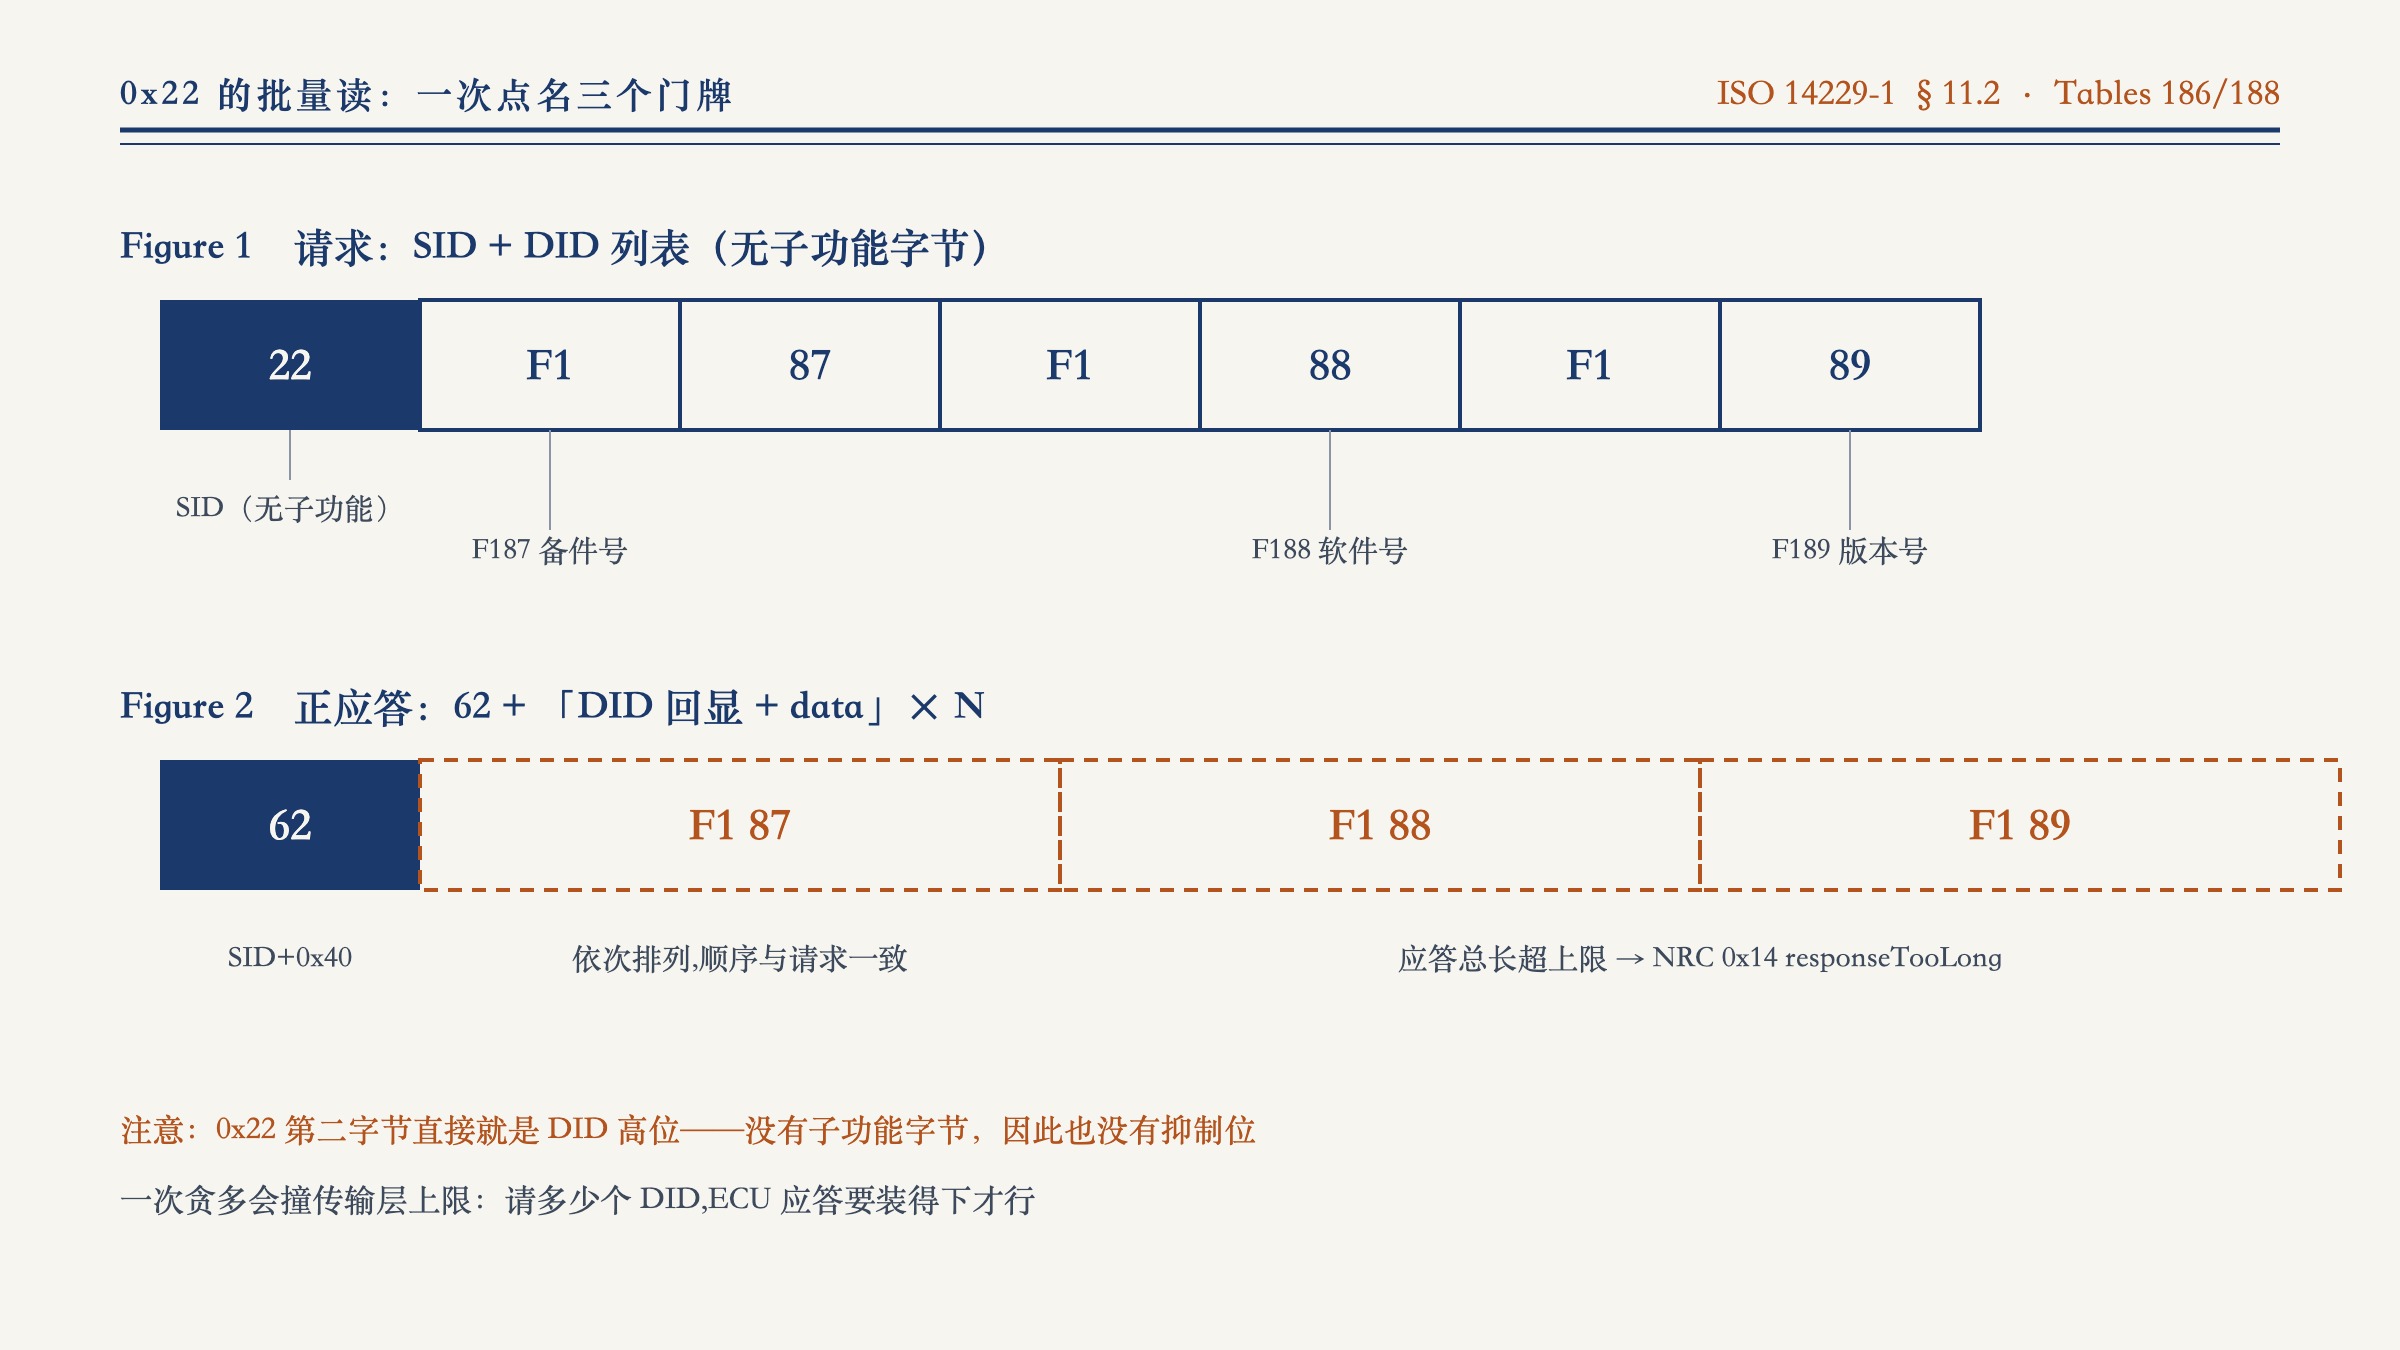 0x22 的批量读：一次点名三个门牌
ISO 14229-1 § 11.2 · Tables 186/188
Figure 1 请求：SID + DID 列表（无子功能字节）
22 F1 87 F1 88 F1 89
SID（无子功能）
F187 备件号 F188 软件号 F189 版本号
Figure 2 正应答：62 + 「DID 回显 + data」 × N
62 F1 87 F1 88 F1 89
SID+0x40 依次排列,顺序与请求一致 应答总长超上限 → NRC 0x14 responseTooLong
注意：0x22 第二字节直接就是 DID 高位——没有子功能字节，因此也没有抑制位
一次贪多会撞传输层上限：请多少个 DID,ECU 应答要装得下才行